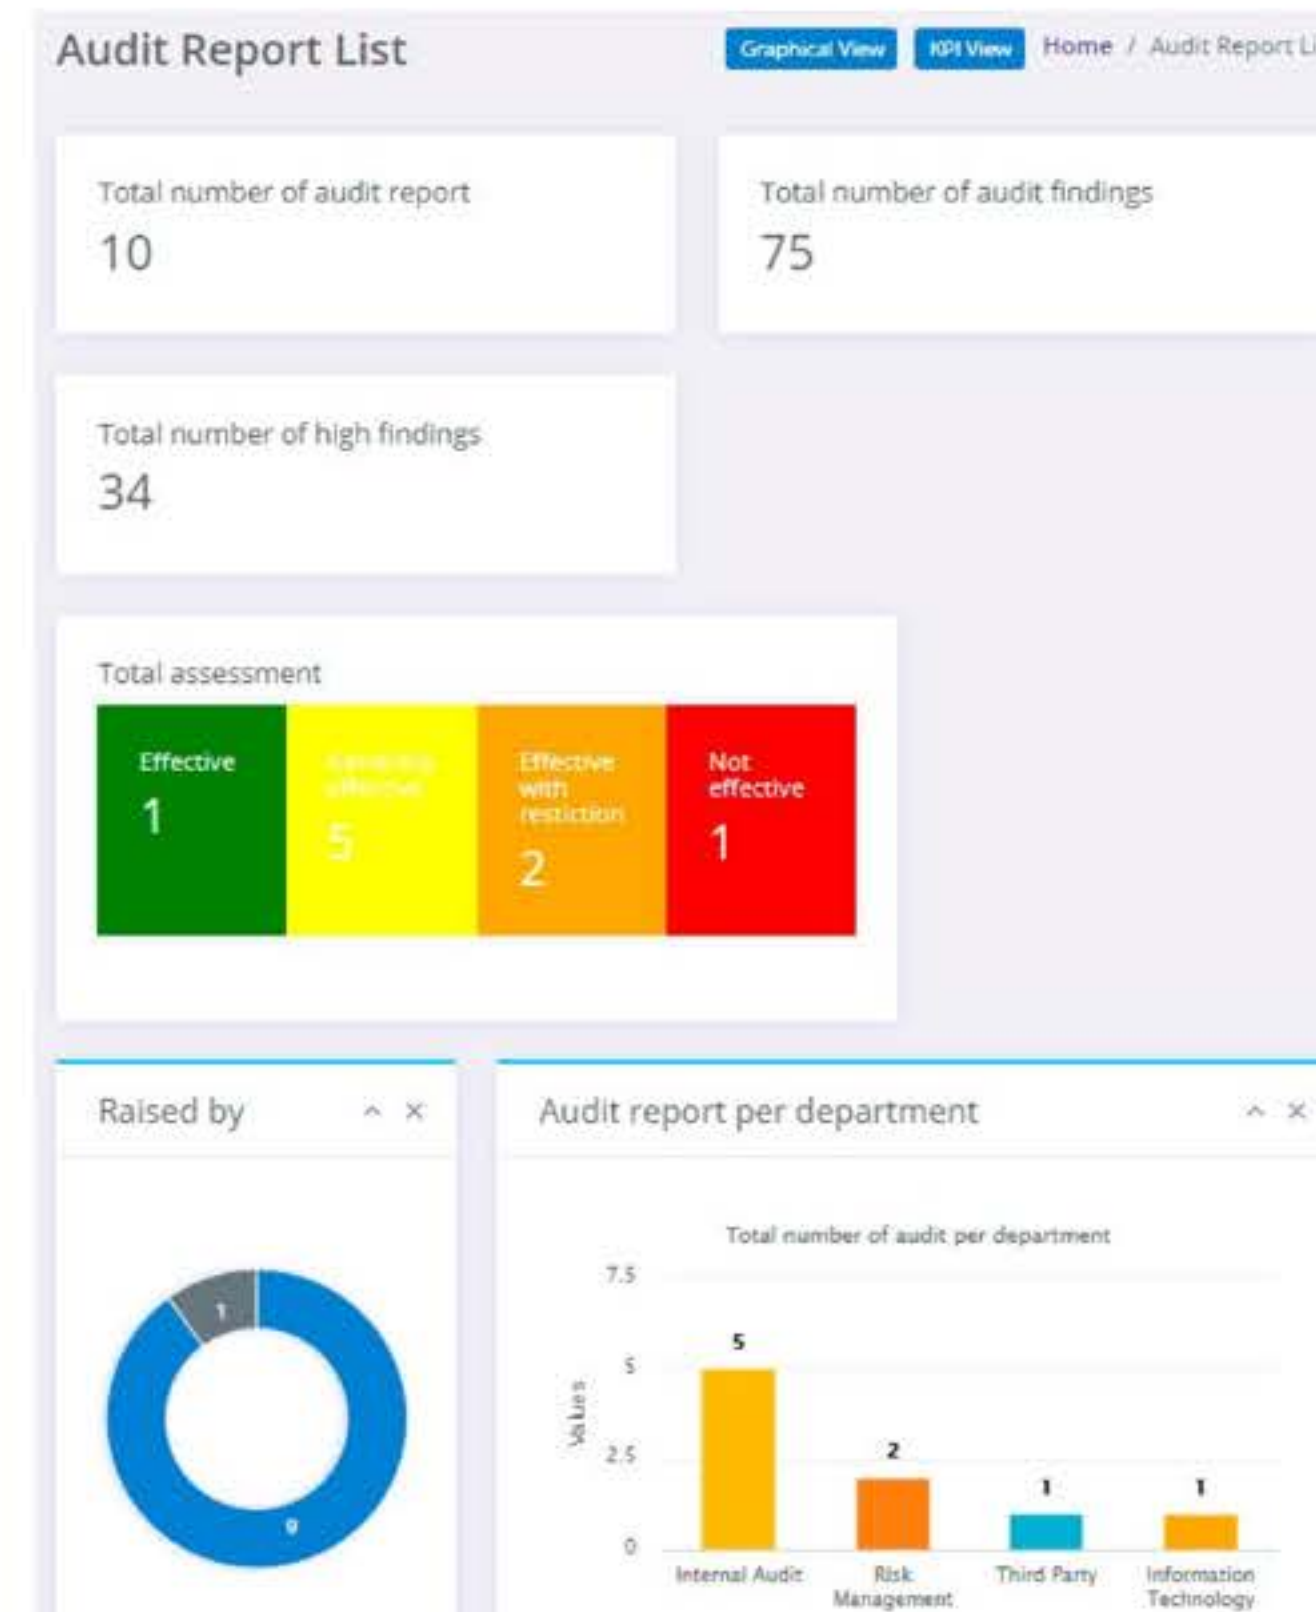 Audit Report List
Graphical View
KPI View
Home / Audit Report Li
Total number of audit report
10
Total number of audit findings
75
Total number of high findings
34
Total assessment
Effective
1
effective
5
Effective
with
restiction
2
Not
effective
1
Raised by
Audit report per department
1
9
Total number of audit per department
Values
7.5
5
2.5
0
5
2
1
1
Internal Audit
Risk
Management
Third Party
Information
Technology